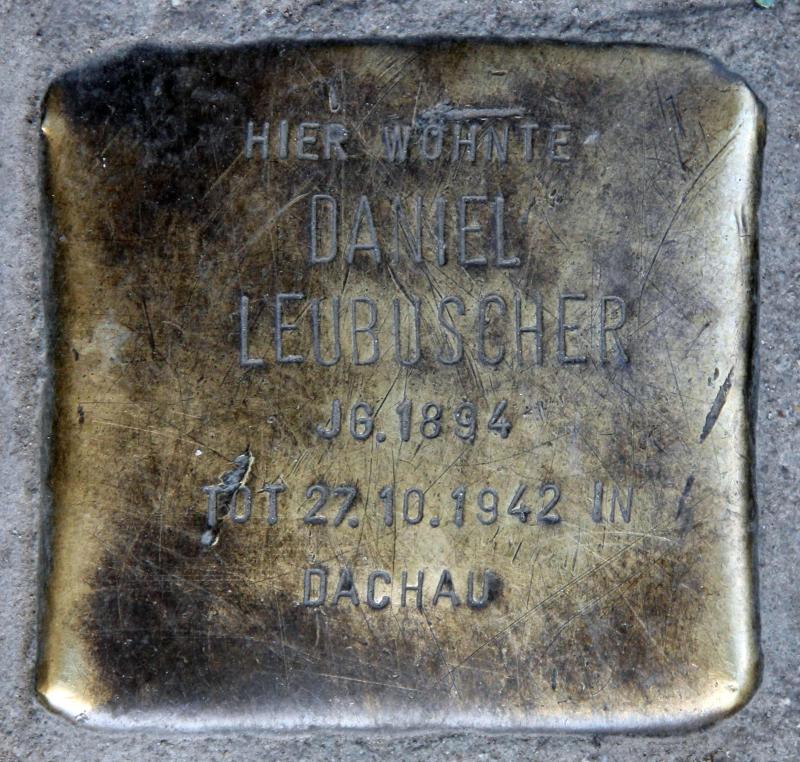 HIER WOHNTE
DANIEL
LEUBUSCHER
JG. 1894
TOT 27. 10. 1942 IN
DACHAU